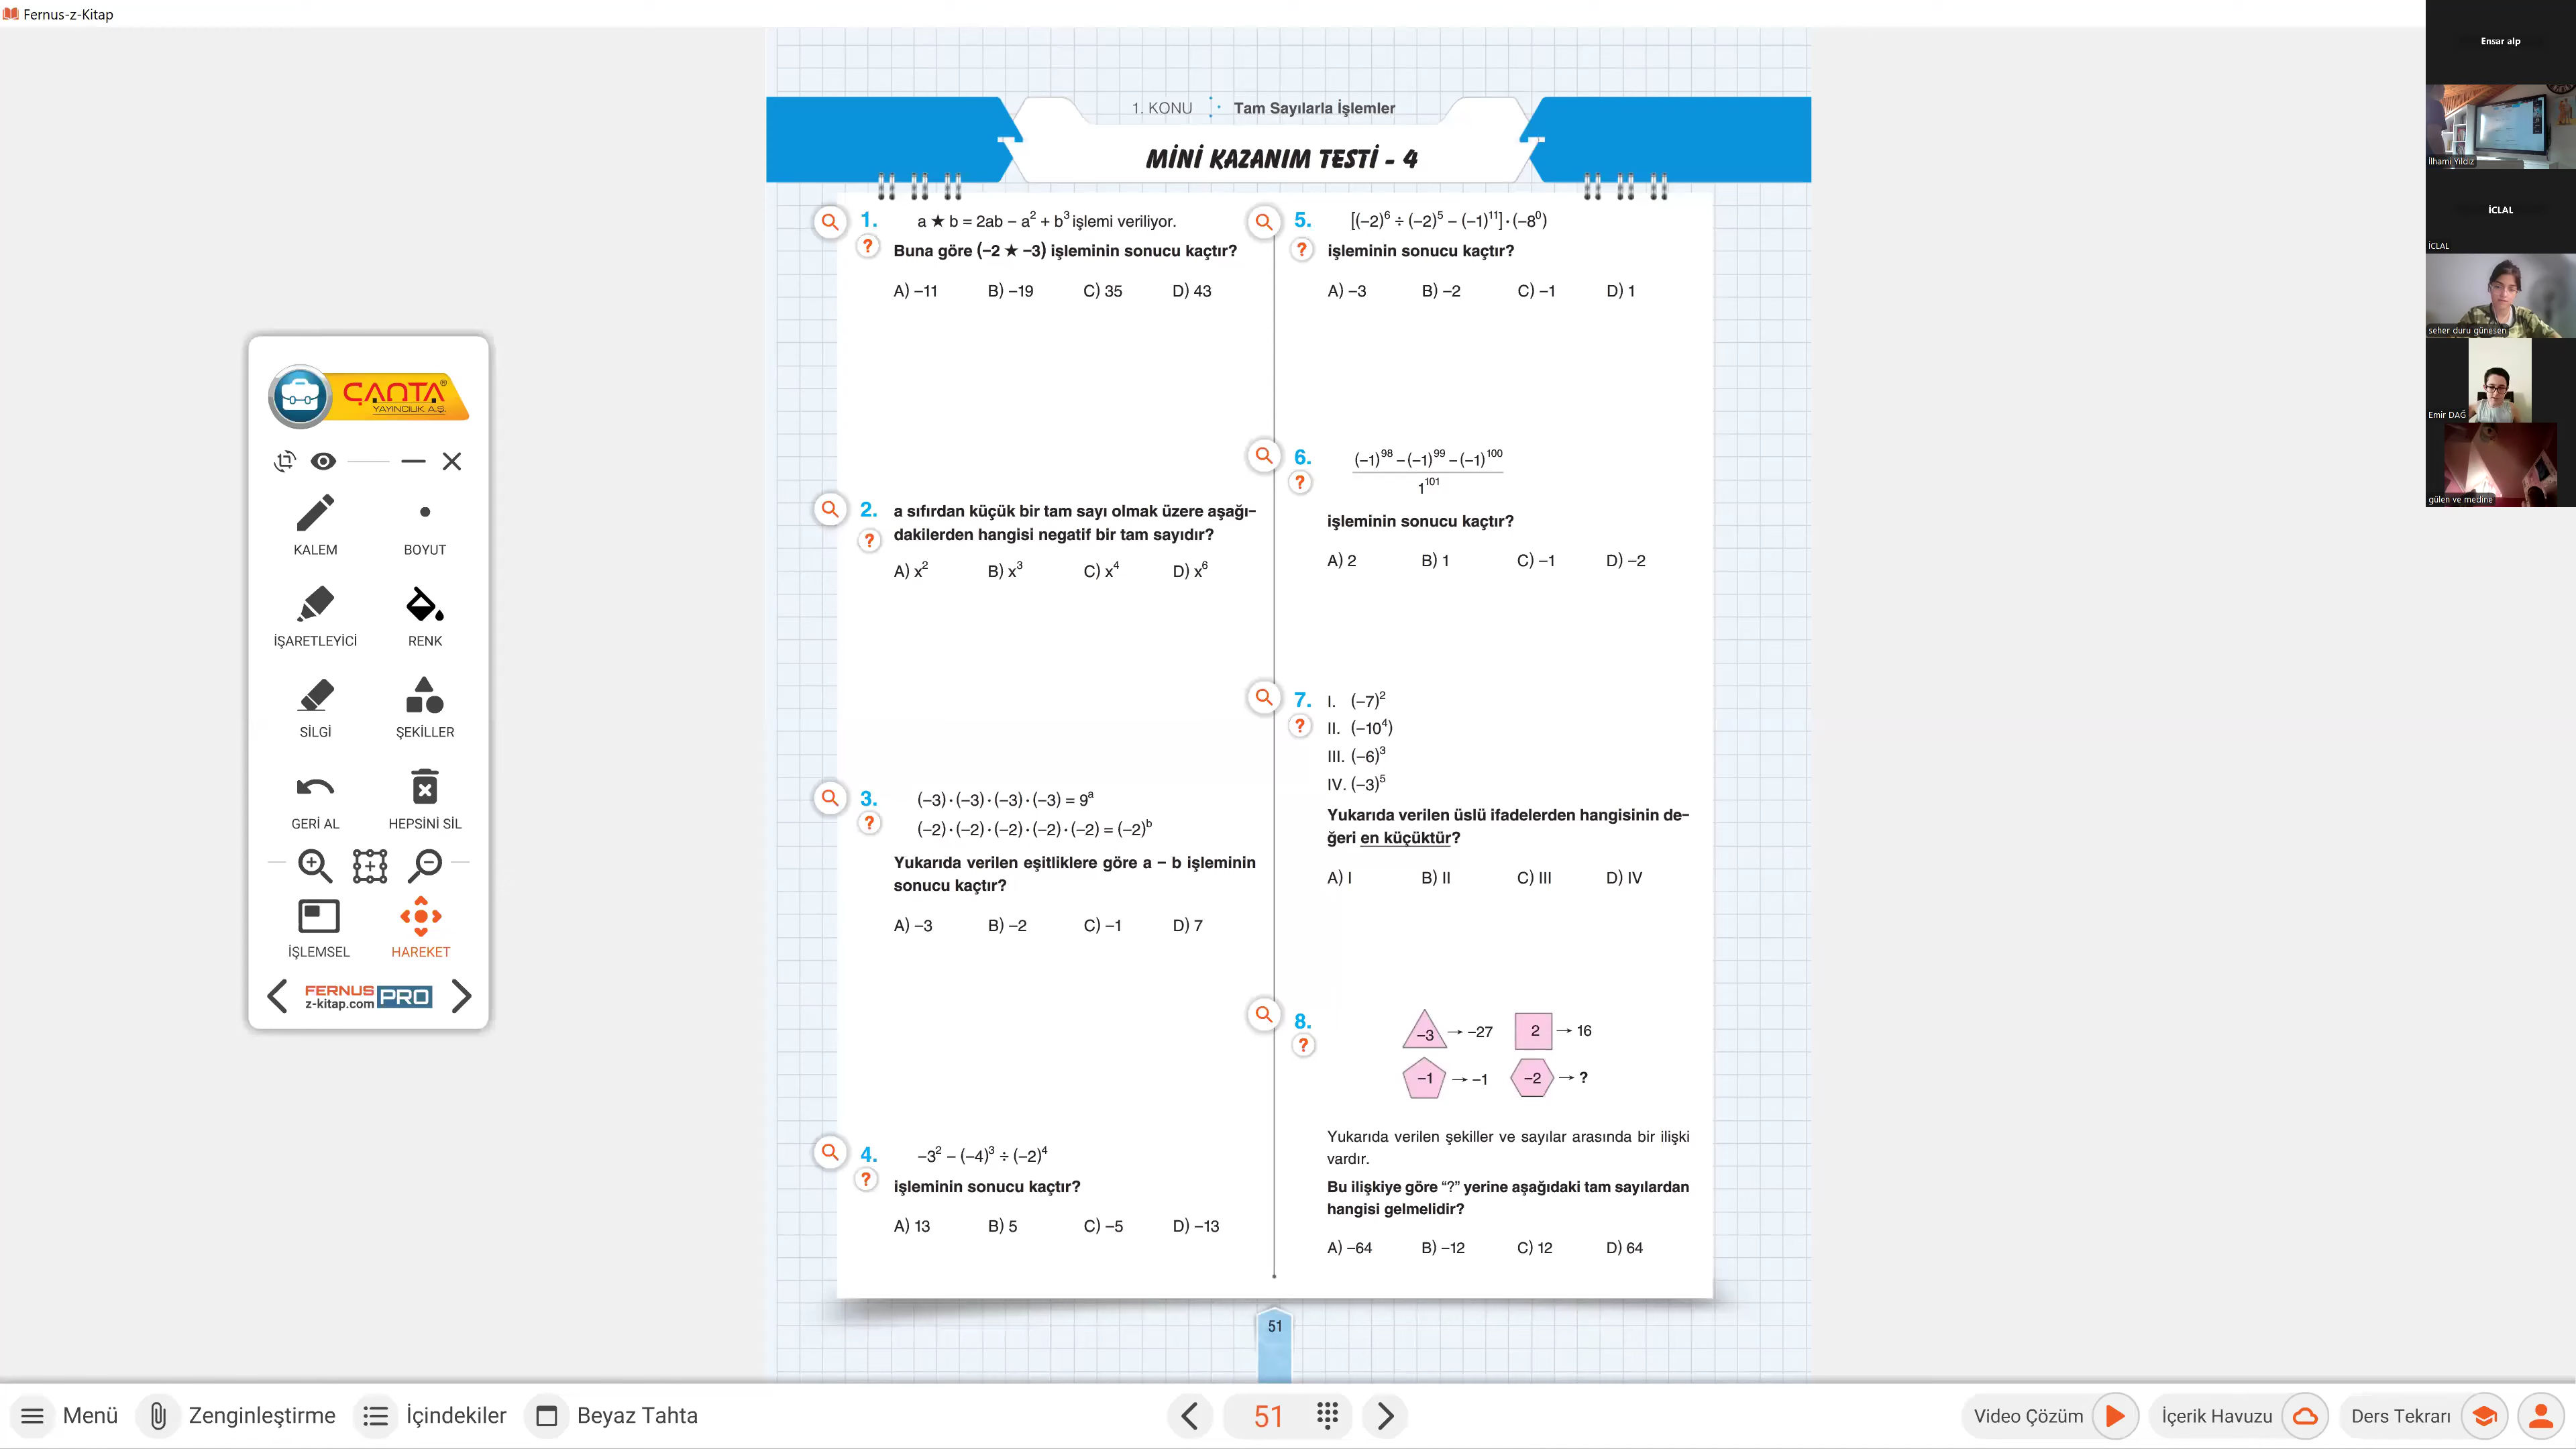 Fernus-z-Kitap
Ensar alp
İlhami Yıldız
İCLAL
İCLAL
seher duru güneşen
Emir DAĞ
gülen ve medine
1. KONU Tam Sayılarla İşlemler
MİNİ KAZANIM TESTİ - 4
1. a ★ b = 2ab – a² + b³ işlemi veriliyor.
?
Buna göre (–2 ★ –3) işleminin sonucu kaçtır?
A) –11 B) –19 C) 35 D) 43
2. a sıfırdan küçük bir tam sayı olmak üzere aşağı-
?
dakilerden hangisi negatif bir tam sayıdır?
A) x² B) x³ C) x⁴ D) x⁶
3. (–3)·(–3)·(–3)·(–3) = 9ᵃ
?
(–2)·(–2)·(–2)·(–2)·(–2) = (–2)ᵇ
Yukarıda verilen eşitliklere göre a – b işleminin
sonucu kaçtır?
A) –3 B) –2 C) –1 D) 7
4. –3² – (–4)³ ÷ (–2)⁴
?
işleminin sonucu kaçtır?
A) 13 B) 5 C) –5 D) –13
5. [(–2)⁶ ÷ (–2)⁵ – (–1)¹¹]·(–8⁰)
?
işleminin sonucu kaçtır?
A) –3 B) –2 C) –1 D) 1
6. (–1)⁹⁸ – (–1)⁹⁹ – (–1)¹⁰⁰
?
1¹⁰¹
işleminin sonucu kaçtır?
A) 2 B) 1 C) –1 D) –2
7. I. (–7)²
?
II. (–10⁴)
III. (–6)³
IV. (–3)⁵
Yukarıda verilen üslü ifadelerden hangisinin de-
ğeri en küçüktür?
A) I B) II C) III D) IV
8.
?
–3 → –27 2 → 16
–1 → –1 –2 → ?
Yukarıda verilen şekiller ve sayılar arasında bir ilişki
vardır.
Bu ilişkiye göre “?” yerine aşağıdaki tam sayılardan
hangisi gelmelidir?
A) –64 B) –12 C) 12 D) 64
51
ÇANTA®
YAYINCILIK A.Ş.
KALEM BOYUT
İŞARETLEYİCİ RENK
SİLGİ ŞEKİLLER
GERİ AL HEPSİNİ SİL
İŞLEMSEL HAREKET
FERNUS
z-kitap.com PRO
Menü Zenginleştirme İçindekiler Beyaz Tahta 51 Video Çözüm İçerik Havuzu Ders Tekrarı